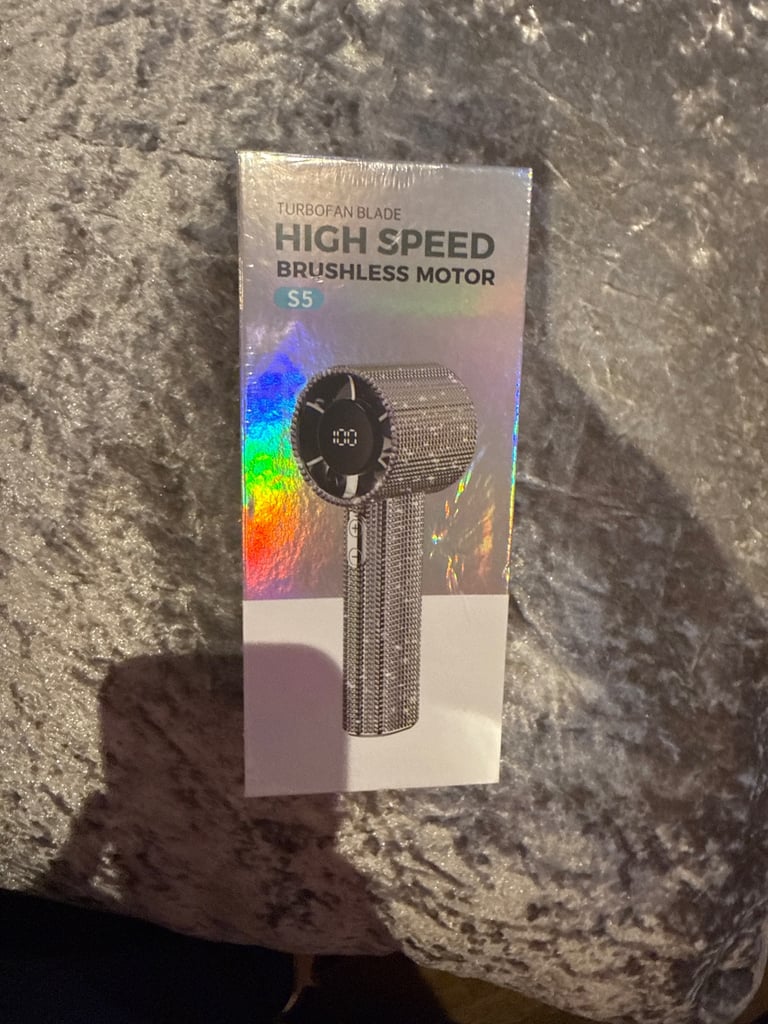 TURBOFAN BLADE
HIGH SPEED
BRUSHLESS MOTOR
S5
100
+
−